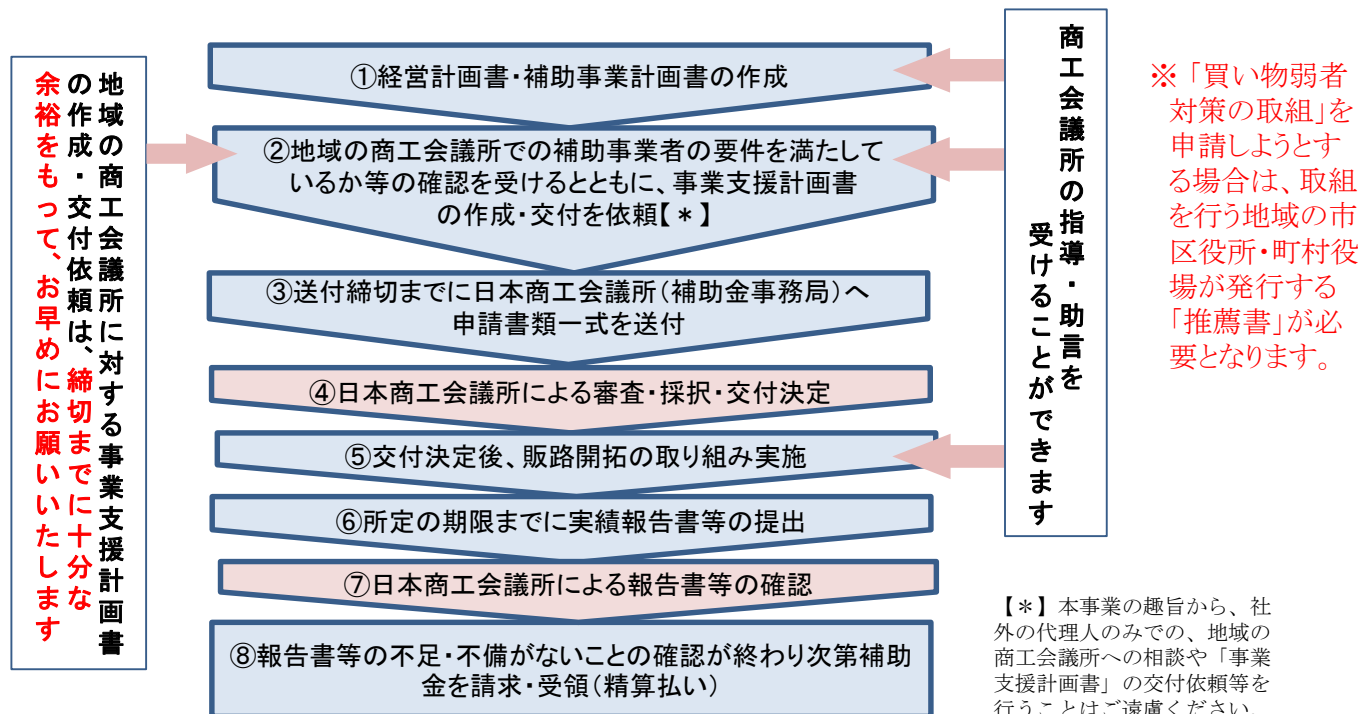 地域の商工会議所に対する事業支援計画書
の作成・交付依頼は、締切までに十分な
余裕をもって、お早めにお願いいたします
①経営計画書・補助事業計画書の作成
②地域の商工会議所での補助事業者の要件を満たして
いるか等の確認を受けるとともに、事業支援計画書
の作成・交付を依頼【＊】
③送付締切までに日本商工会議所（補助金事務局）へ
申請書類一式を送付
④日本商工会議所による審査・採択・交付決定
⑤交付決定後、販路開拓の取り組み実施
⑥所定の期限までに実績報告書等の提出
⑦日本商工会議所による報告書等の確認
⑧報告書等の不足・不備がないことの確認が終わり次第補助
金を請求・受領（精算払い）
商工会議所の指導・助言を
受けることができます
※「買い物弱者
対策の取組」を
申請しようとす
る場合は、取組
を行う地域の市
区役所・町村役
場が発行する
「推薦書」が必
要となります。
【＊】本事業の趣旨から、社
外の代理人のみでの、地域の
商工会議所への相談や「事業
支援計画書」の交付依頼等を
行うことはご遠慮ください。